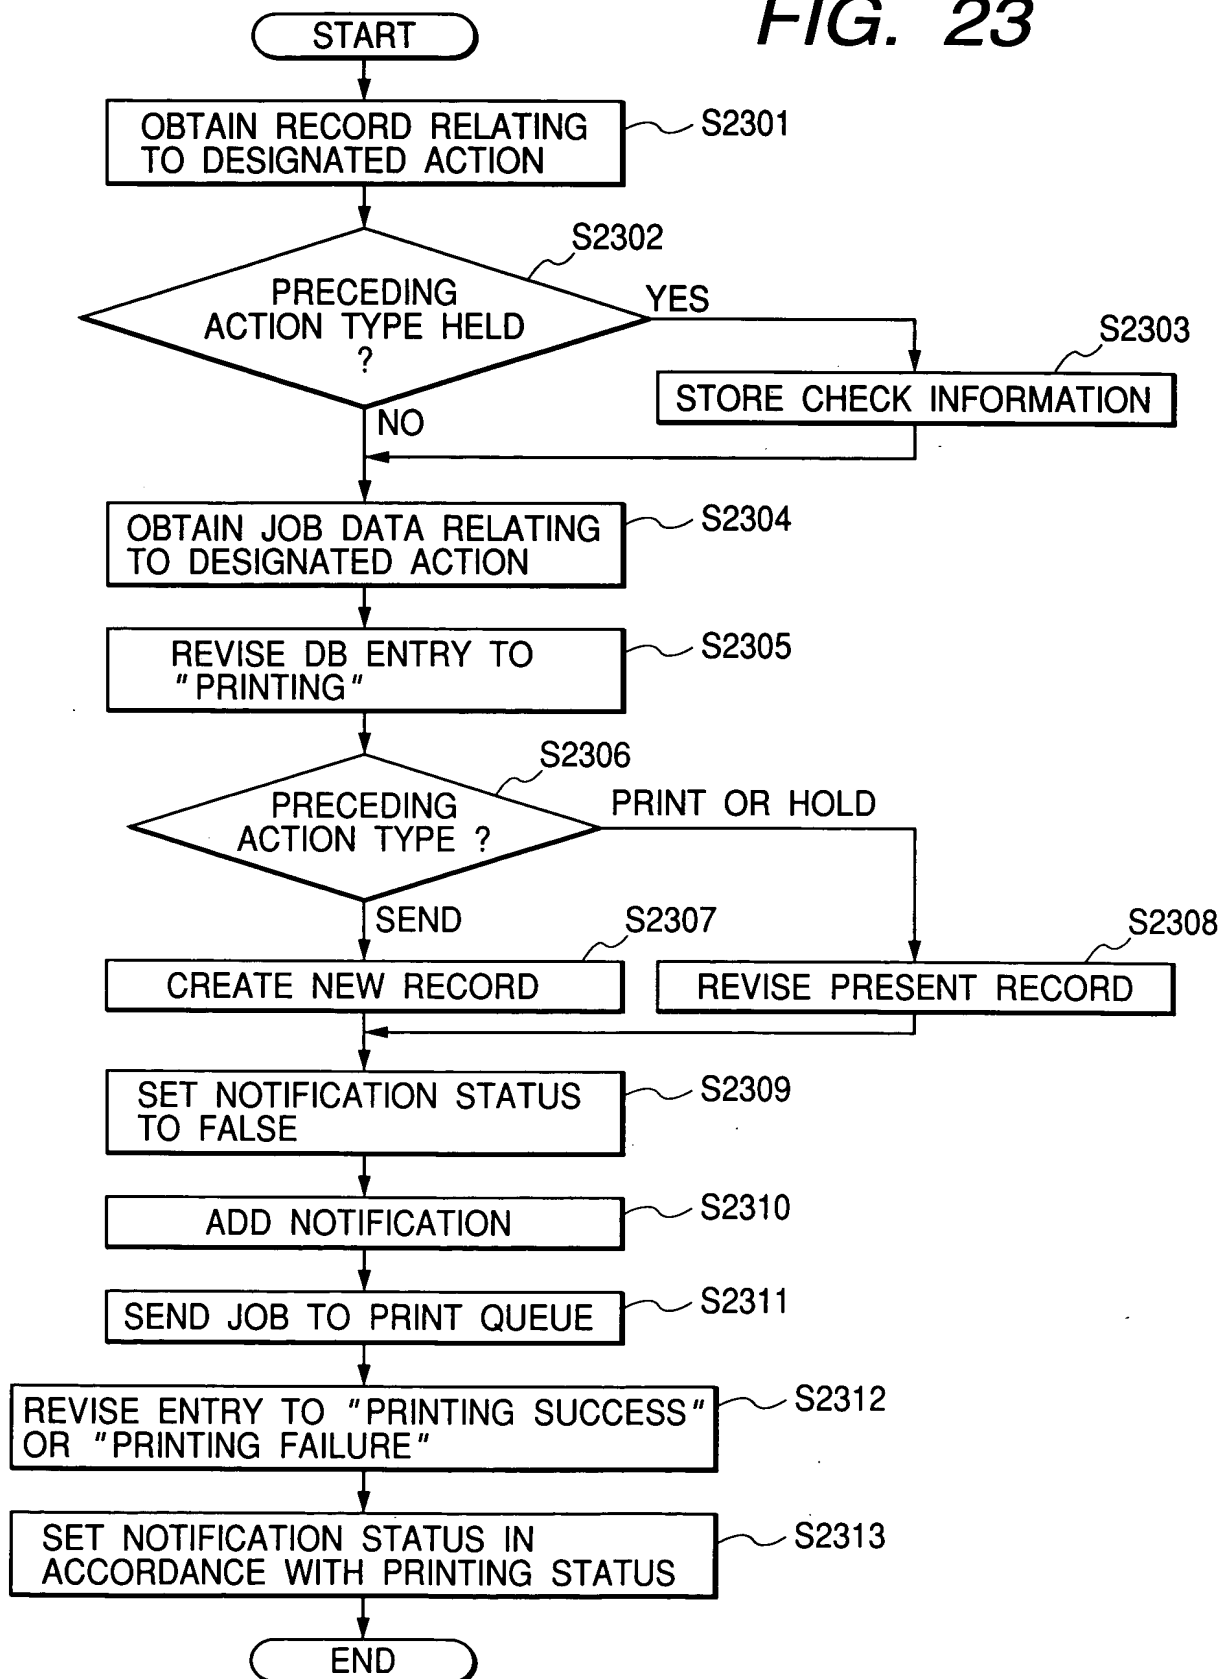 FIG. 23
START
OBTAIN RECORD RELATING
TO DESIGNATED ACTION
S2301
S2302
PRECEDING
ACTION TYPE HELD
?
YES
S2303
STORE CHECK INFORMATION
NO
OBTAIN JOB DATA RELATING
TO DESIGNATED ACTION
S2304
REVISE DB ENTRY TO
"PRINTING"
S2305
S2306
PRECEDING
ACTION TYPE ?
PRINT OR HOLD
SEND
S2307
CREATE NEW RECORD
S2308
REVISE PRESENT RECORD
SET NOTIFICATION STATUS
TO FALSE
S2309
ADD NOTIFICATION
S2310
SEND JOB TO PRINT QUEUE
S2311
REVISE ENTRY TO "PRINTING SUCCESS"
OR "PRINTING FAILURE"
S2312
SET NOTIFICATION STATUS IN
ACCORDANCE WITH PRINTING STATUS
S2313
END